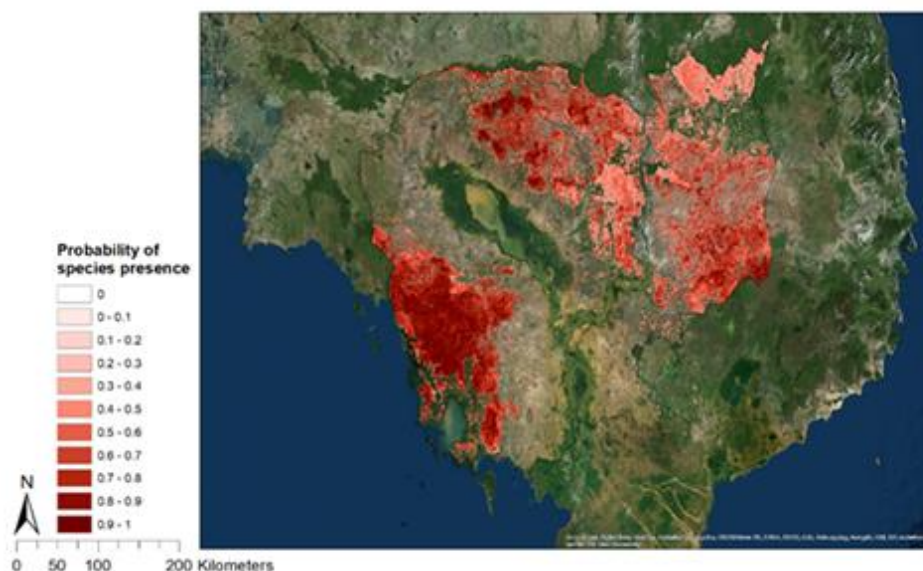 Probability of
species presence
0
0 - 0.1
0.1 - 0.2
0.2 - 0.3
0.3 - 0.4
0.4 - 0.5
0.5 - 0.6
0.6 - 0.7
0.7 - 0.8
0.8 - 0.9
0.9 - 1
N
0 50 100 200 Kilometers